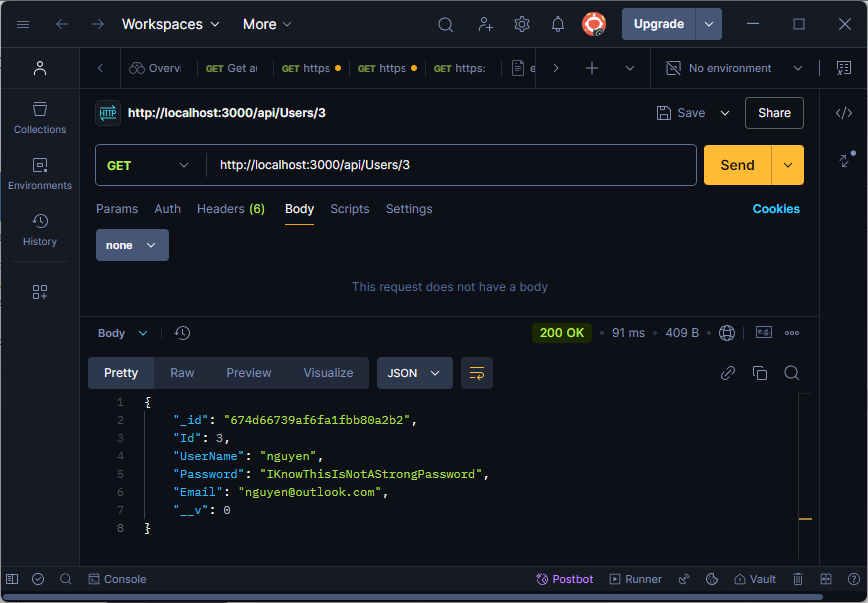 Workspaces More Upgrade
Overvi GET Get au GET https GET https GET https: e No environment
HTTP http://localhost:3000/api/Users/3 Save Share
GET http://localhost:3000/api/Users/3 Send
Collections
Environments
History
Params Auth Headers (6) Body Scripts Settings Cookies
none
This request does not have a body
Body 200 OK 91 ms 409 B e.g.
Pretty Raw Preview Visualize JSON
1 {
2 "_id": "674d66739af6fa1fbb80a2b2",
3 "Id": 3,
4 "UserName": "nguyen",
5 "Password": "IKnowThisIsNotAStrongPassword",
6 "Email": "nguyen@outlook.com",
7 "__v": 0
8 }
Console Postbot Runner Vault